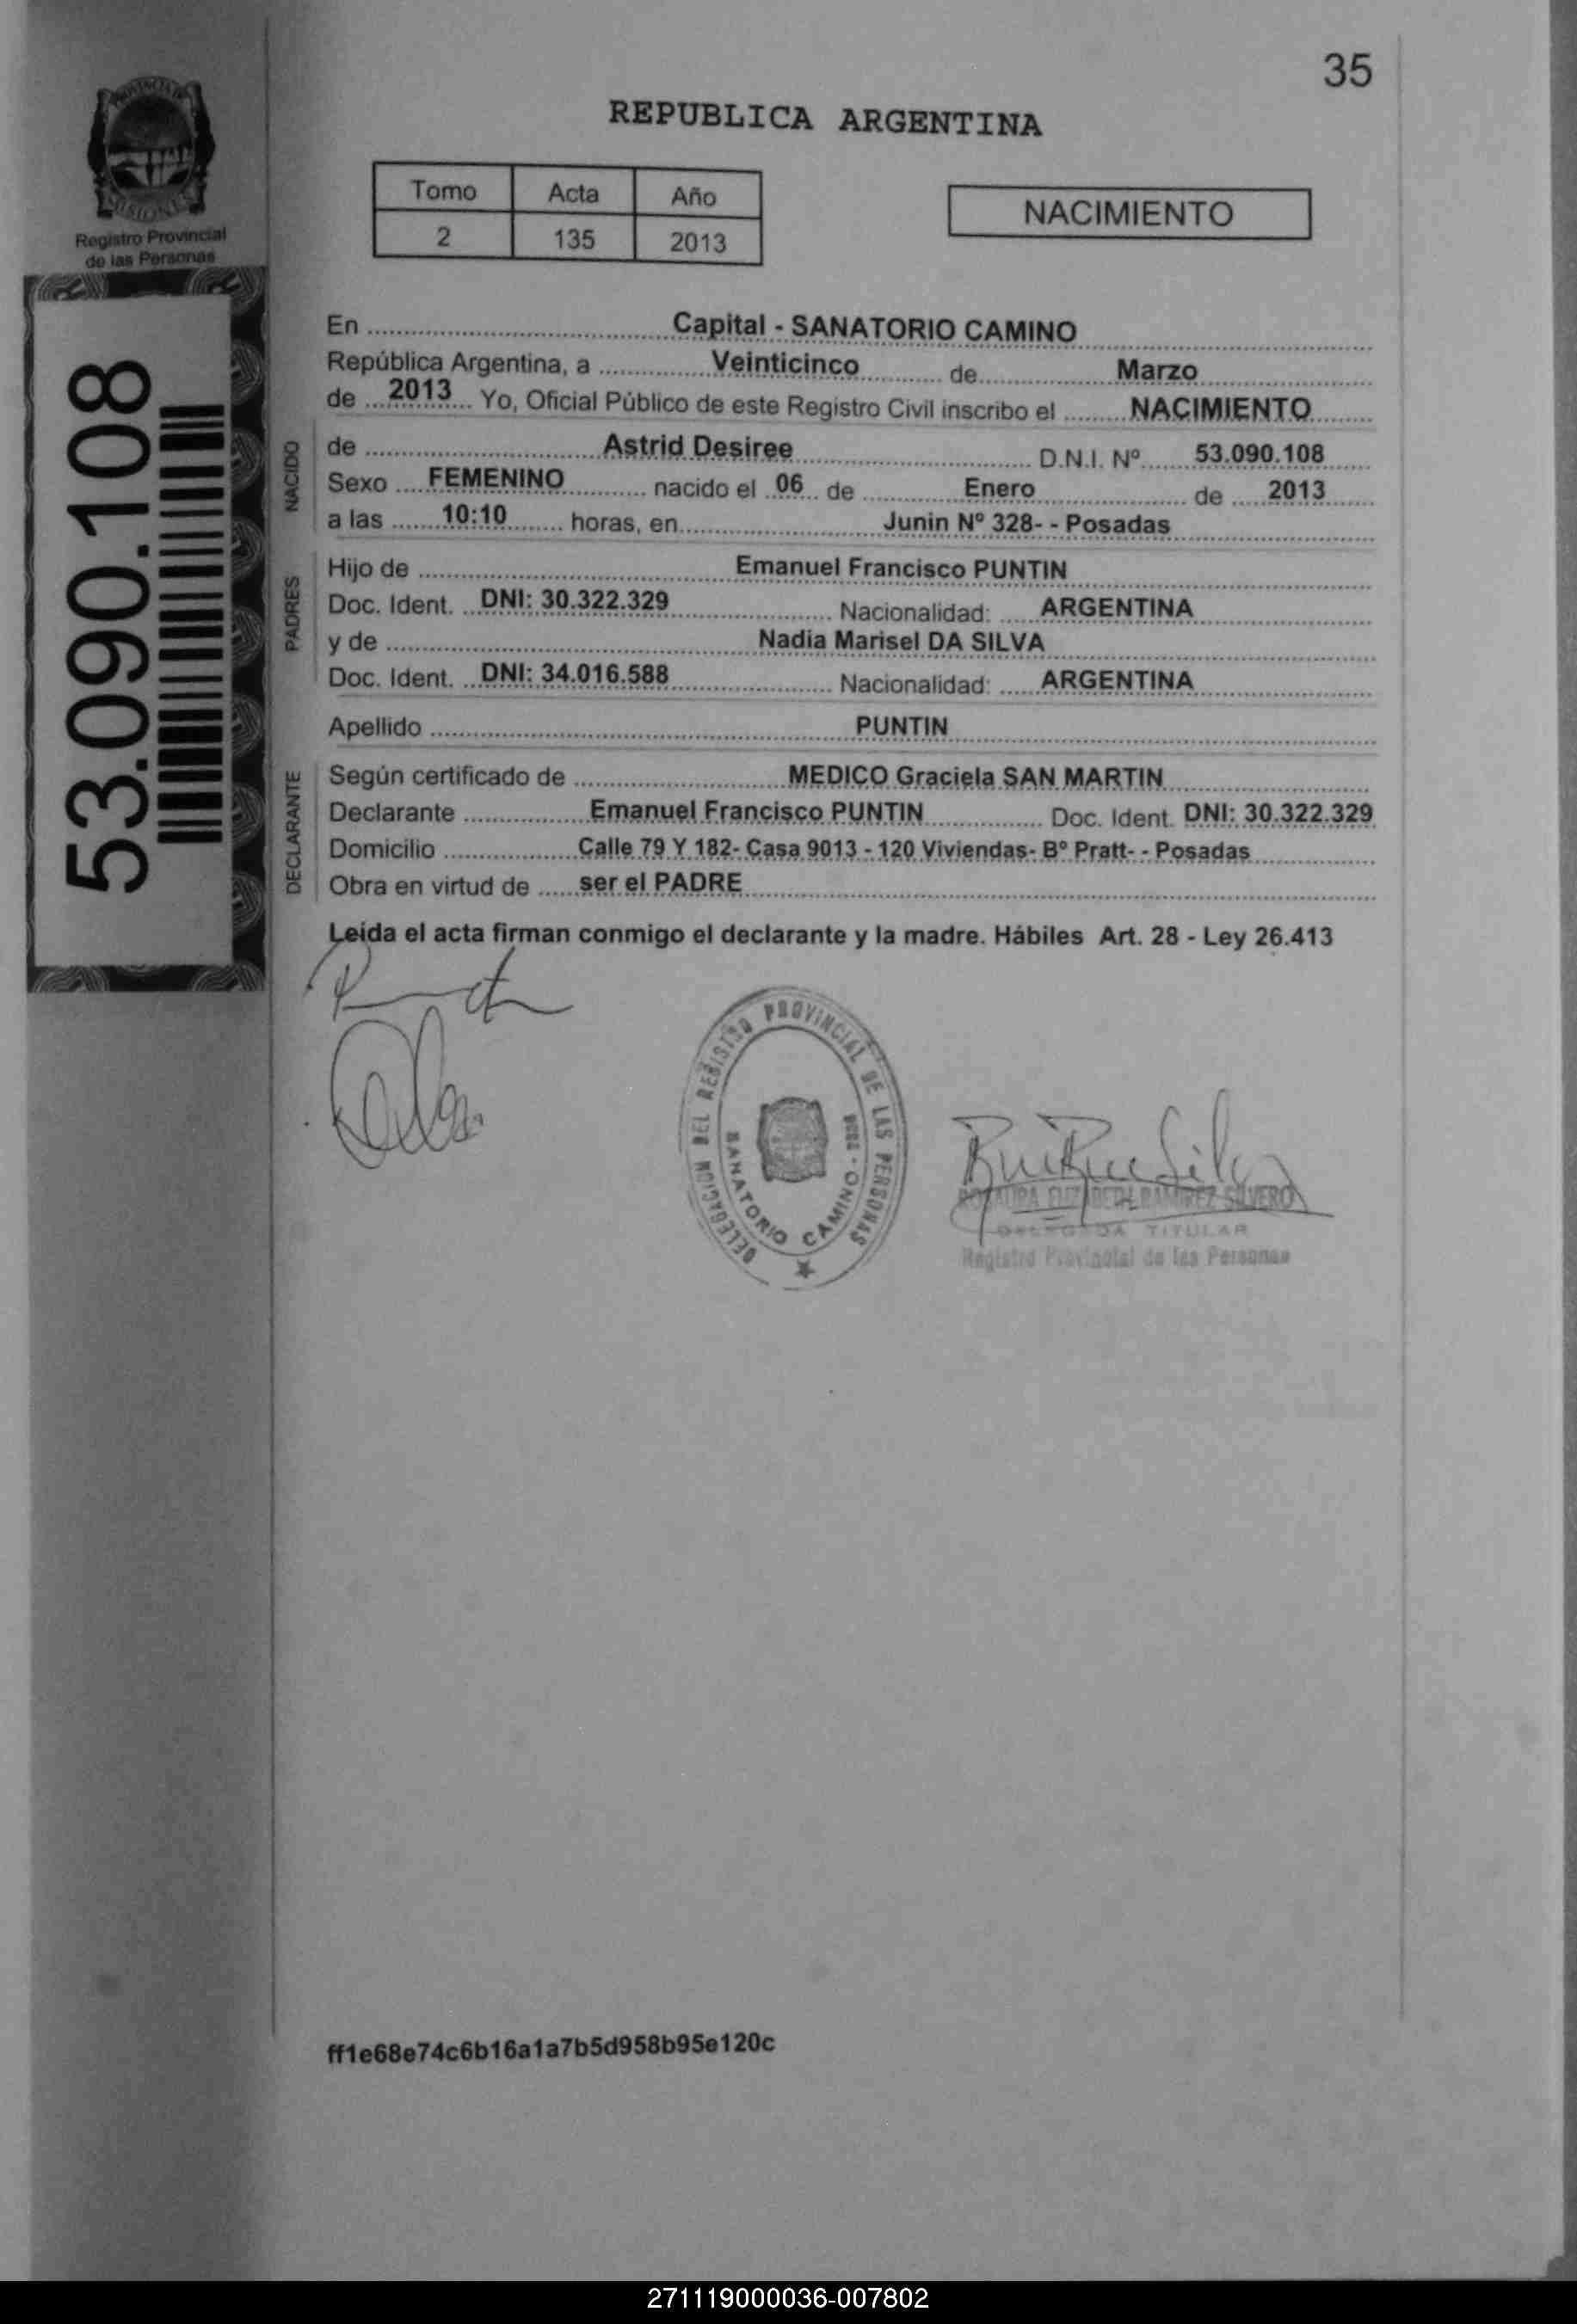 35
PROVINCIA DE
MISIONES
Registro Provincial
de las Personas
REPUBLICA ARGENTINA
Tomo Acta Año
2 135 2013
NACIMIENTO
53.090.108
En ........ Capital - SANATORIO CAMINO ........
República Argentina, a ........ Veinticinco ........ de ........ Marzo ........
de ... 2013 ... Yo, Oficial Público de este Registro Civil inscribo el ........ NACIMIENTO ........
NACIDO
de ........ Astrid Desiree ........ D.N.I. Nº ........ 53.090.108 ........
Sexo ........ FEMENINO ........ nacido el .. 06 .. de ........ Enero ........ de ..... 2013 ........
a las ........ 10:10 ........ horas, en ........ Junin Nº 328- - Posadas ........
PADRES
Hijo de ........ Emanuel Francisco PUNTIN ........
Doc. Ident. ... DNI: 30.322.329 ........ Nacionalidad: ...... ARGENTINA ........
y de ........ Nadia Marisel DA SILVA ........
Doc. Ident. ... DNI: 34.016.588 ........ Nacionalidad: ...... ARGENTINA ........
Apellido ........ PUNTIN ........
DECLARANTE
Según certificado de ........ MEDICO Graciela SAN MARTIN ........
Declarante ........ Emanuel Francisco PUNTIN ........ Doc. Ident. DNI: 30.322.329
Domicilio ........ Calle 79 Y 182- Casa 9013 - 120 Viviendas- Bº Pratt- - Posadas ........
Obra en virtud de ...... ser el PADRE ........
Leída el acta firman conmigo el declarante y la madre. Hábiles Art. 28 - Ley 26.413
DELEGACION DEL REGISTRO PROVINCIAL DE LAS PERSONAS
SANATORIO CAMINO
RAMIREZ SILVERO
TITULAR
Registro Provincial de las Personas
ff1e68e74c6b16a1a7b5d958b95e120c
271119000036-007802